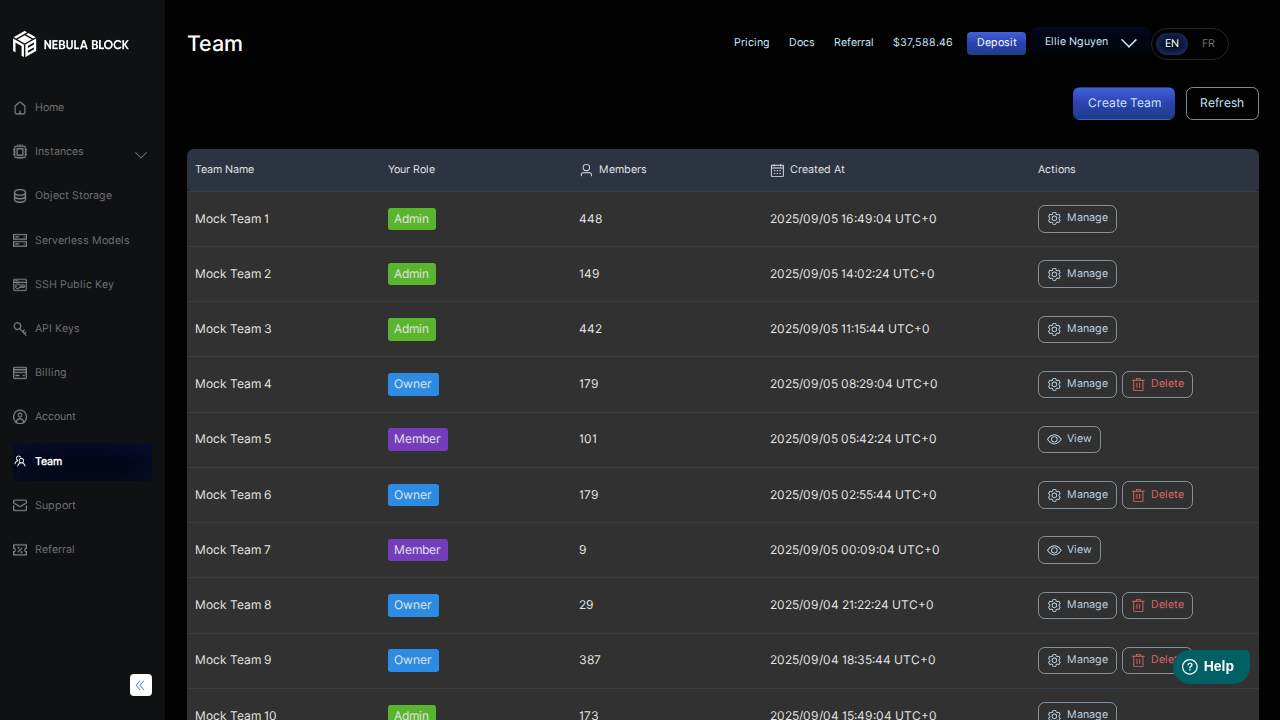 NEBULA BLOCK
Team
Pricing
Docs
Referral
$37,588.46
Deposit
Ellie Nguyen
EN
FR
Home
Instances
Object Storage
Serverless Models
SSH Public Key
API Keys
Billing
Account
Team
Support
Referral
Create Team
Refresh
Team Name Your Role Members Created At Actions
Mock Team 1 Admin 448 2025/09/05 16:49:04 UTC+0 Manage
Mock Team 2 Admin 149 2025/09/05 14:02:24 UTC+0 Manage
Mock Team 3 Admin 442 2025/09/05 11:15:44 UTC+0 Manage
Mock Team 4 Owner 179 2025/09/05 08:29:04 UTC+0 Manage Delete
Mock Team 5 Member 101 2025/09/05 05:42:24 UTC+0 View
Mock Team 6 Owner 179 2025/09/05 02:55:44 UTC+0 Manage Delete
Mock Team 7 Member 9 2025/09/05 00:09:04 UTC+0 View
Mock Team 8 Owner 29 2025/09/04 21:22:24 UTC+0 Manage Delete
Mock Team 9 Owner 387 2025/09/04 18:35:44 UTC+0 Manage Delete
Mock Team 10 Admin 173 2025/09/04 15:49:04 UTC+0 Manage
Help